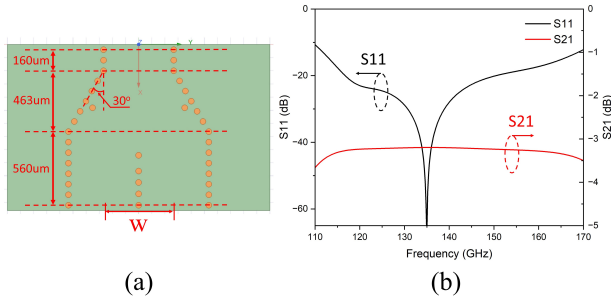 Z
Y
X
160um
463um
560um
30°
W
(a)
S11
S21
S11
S21
0
-20
-40
-60
S11 (dB)
0
-1
-2
-3
-4
-5
S21 (dB)
110
120
130
140
150
160
170
Frequency (GHz)
(b)